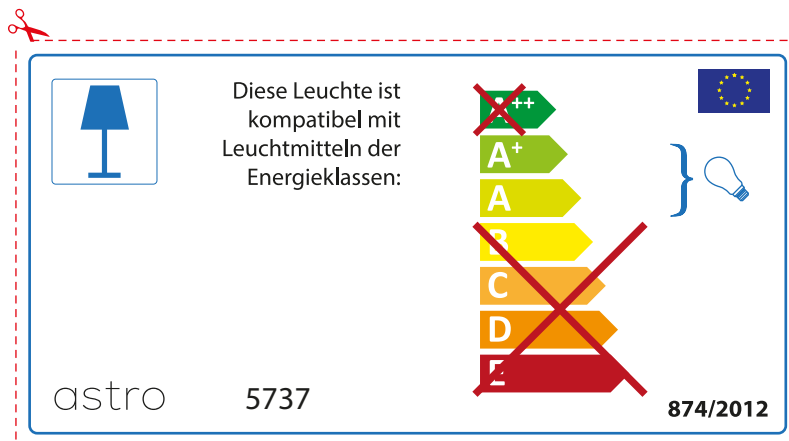 Diese Leuchte ist
kompatibel mit
Leuchtmitteln der
Energieklassen:
A++
A+
A
B
C
D
E
astro
5737
874/2012